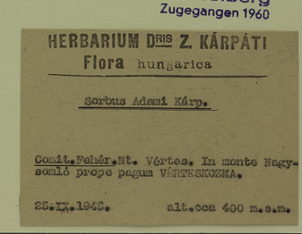 Zugegangen 1960
HERBARIUM DRIS Z. KÁRPÁTI
Flora hungarica
Sorbus Adami Kárp.
Comit.Fehér.Mt. Vértes. In monte Nagy-
somló prope pagum VÉRTESKOZMA.
25.IX.1946. alt.cca 400 m.s.m.